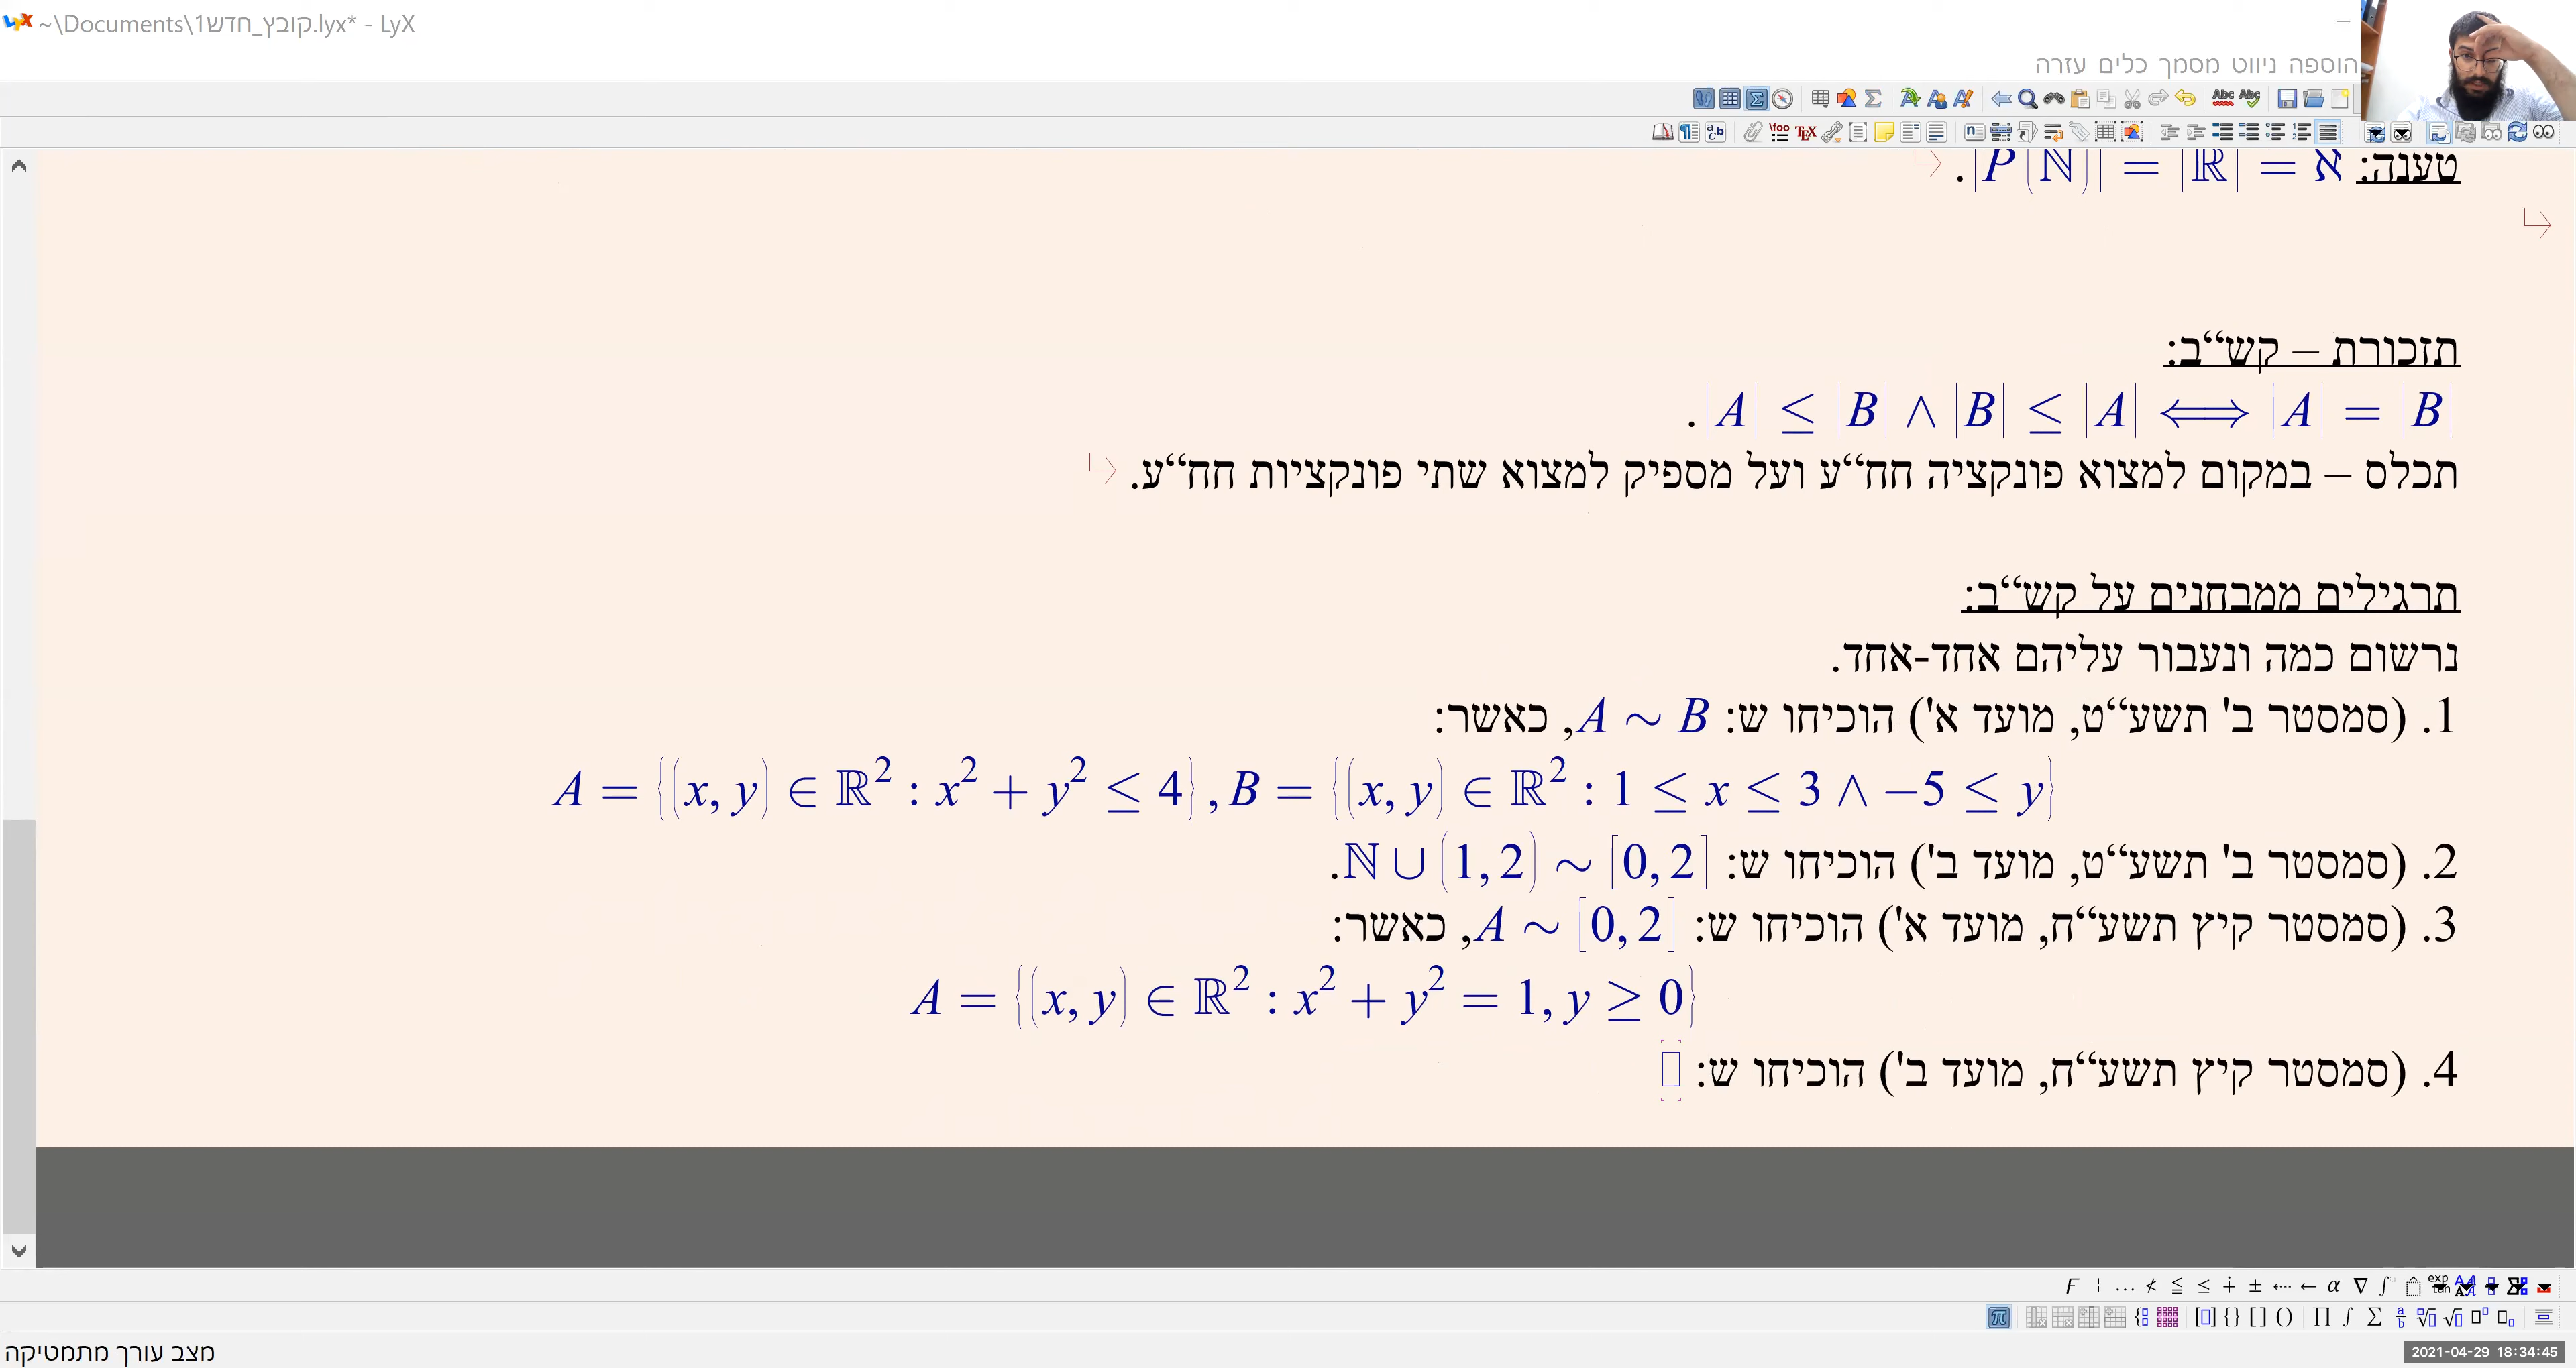 ~\Documents\קובץ_חדש1.lyx* - LyX
הוספה ניווט מסמך כלים עזרה
טענה: |P(ℕ)| = |ℝ| = ℵ.
תזכורת – קש“ב:
|A| ≤ |B| ∧ |B| ≤ |A| ⟺ |A| = |B|.
תכלס – במקום למצוא פונקציה חח“ע ועל מספיק למצוא שתי פונקציות חח“ע.
תרגילים ממבחנים על קש“ב:
נרשום כמה ונעבור עליהם אחד-אחד.
1. (סמסטר ב' תשע“ט, מועד א') הוכיחו ש: A ∼ B, כאשר:
A = {(x, y) ∈ ℝ² : x² + y² ≤ 4}, B = {(x, y) ∈ ℝ² : 1 ≤ x ≤ 3 ∧ −5 ≤ y}
2. (סמסטר ב' תשע“ט, מועד ב') הוכיחו ש: ℕ ∪ (1, 2) ∼ [0, 2].
3. (סמסטר קיץ תשע“ח, מועד א') הוכיחו ש: A ∼ [0, 2], כאשר:
A = {(x, y) ∈ ℝ² : x² + y² = 1, y ≥ 0}
4. (סמסטר קיץ תשע“ח, מועד ב') הוכיחו ש:
מצב עורך מתמטיקה
2021-04-29 18:34:45